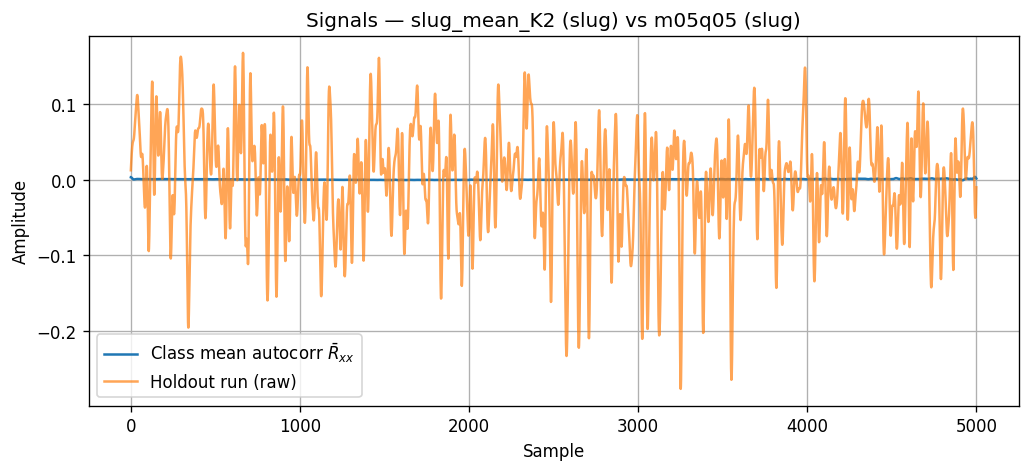 Signals — slug_mean_K2 (slug) vs m05q05 (slug)
Amplitude
0.1
0.0
−0.1
−0.2
Class mean autocorr R̄xx
Holdout run (raw)
0 1000 2000 3000 4000 5000
Sample